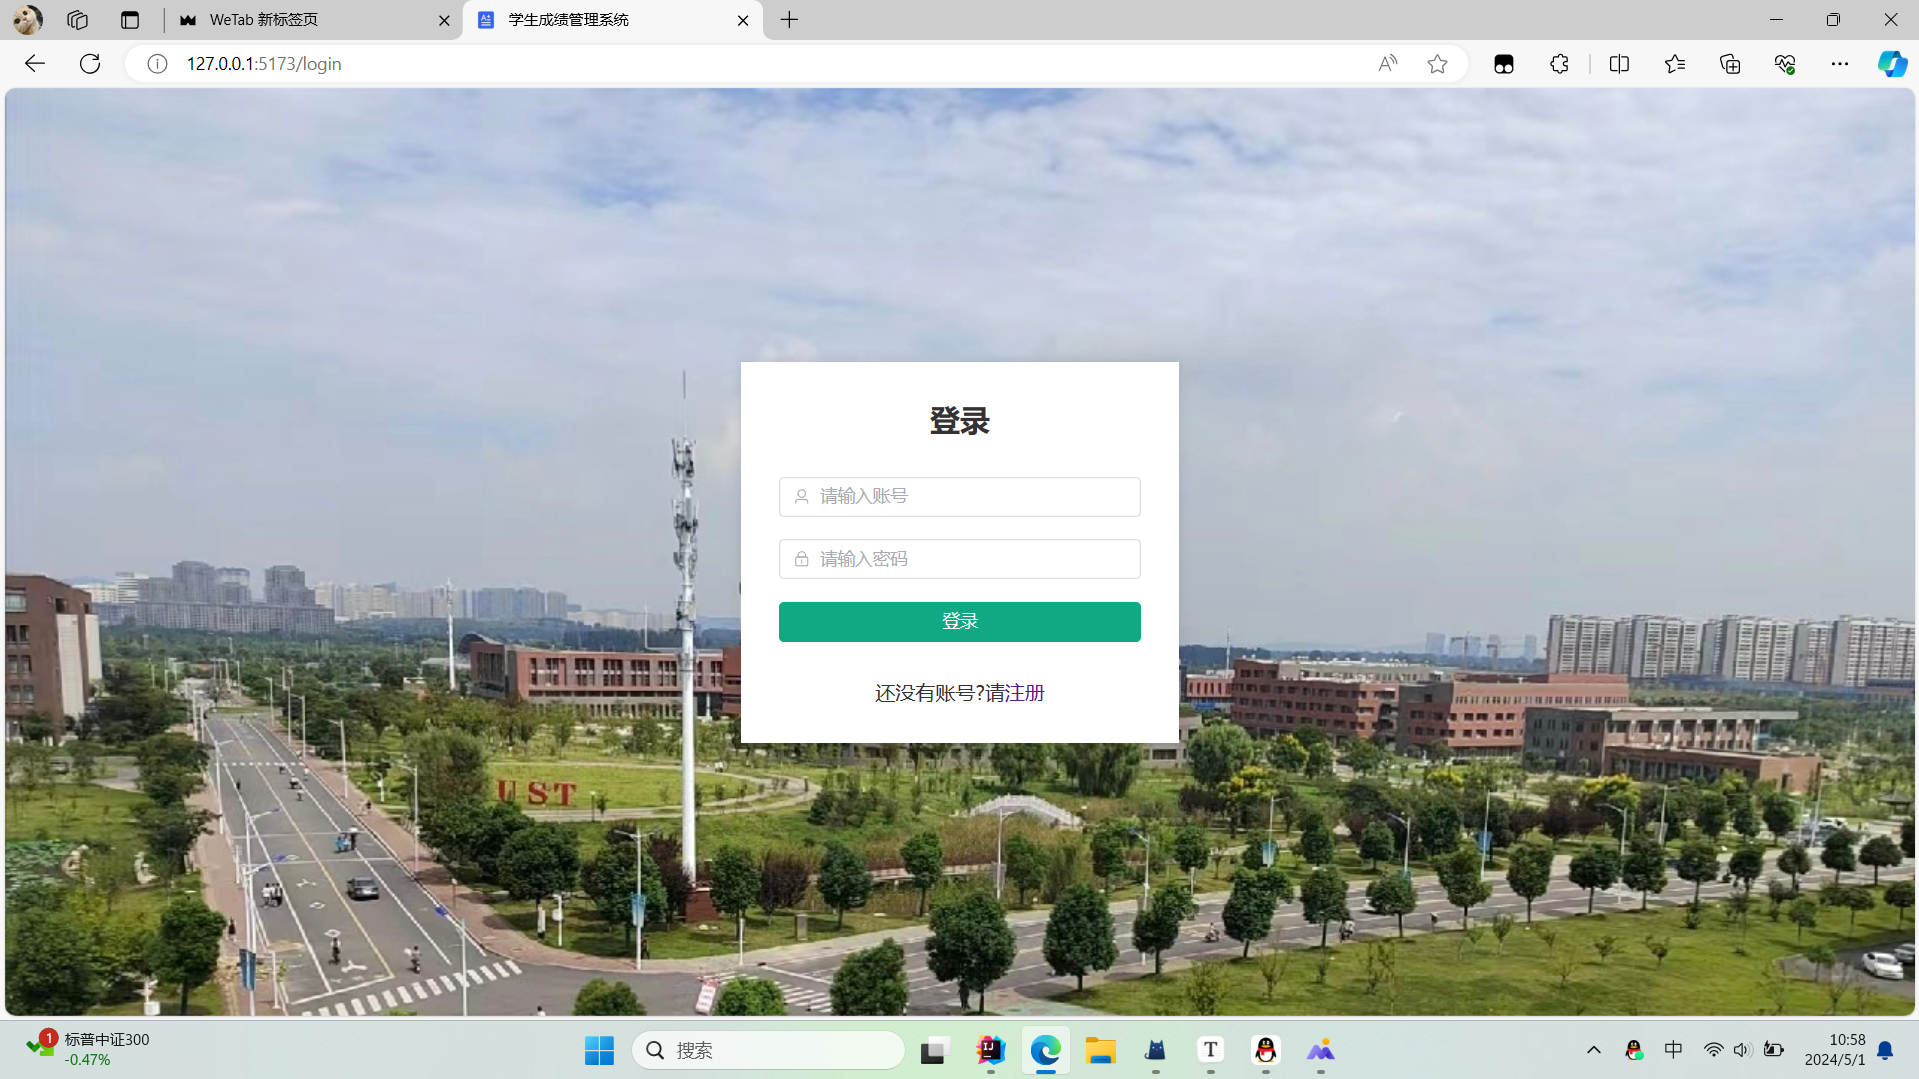 WeTab 新标签页
学生成绩管理系统
127.0.0.1:5173/login
登录
请输入账号
请输入密码
登录
还没有账号?请注册
UST
1
标普中证300
-0.47%
搜索
中
10:58
2024/5/1